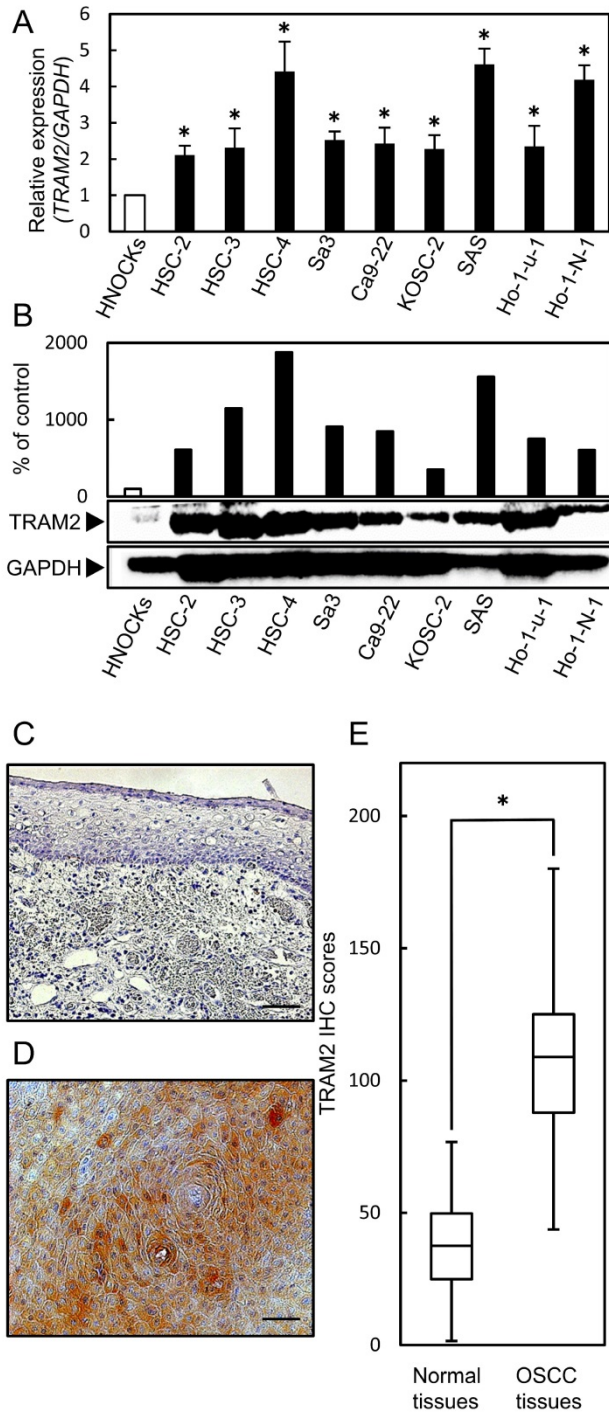 A
Relative expression
(TRAM2/GAPDH)
6
5
4
3
2
1
0
* * * * * * * * *
HNOCKs HSC-2 HSC-3 HSC-4 Sa3 Ca9-22 KOSC-2 SAS Ho-1-u-1 Ho-1-N-1
B
% of control
2000
1000
0
TRAM2
GAPDH
HNOCKs HSC-2 HSC-3 HSC-4 Sa3 Ca9-22 KOSC-2 SAS Ho-1-u-1 Ho-1-N-1
C
D
E
TRAM2 IHC scores
200
150
100
50
0
*
Normal
tissues
OSCC
tissues